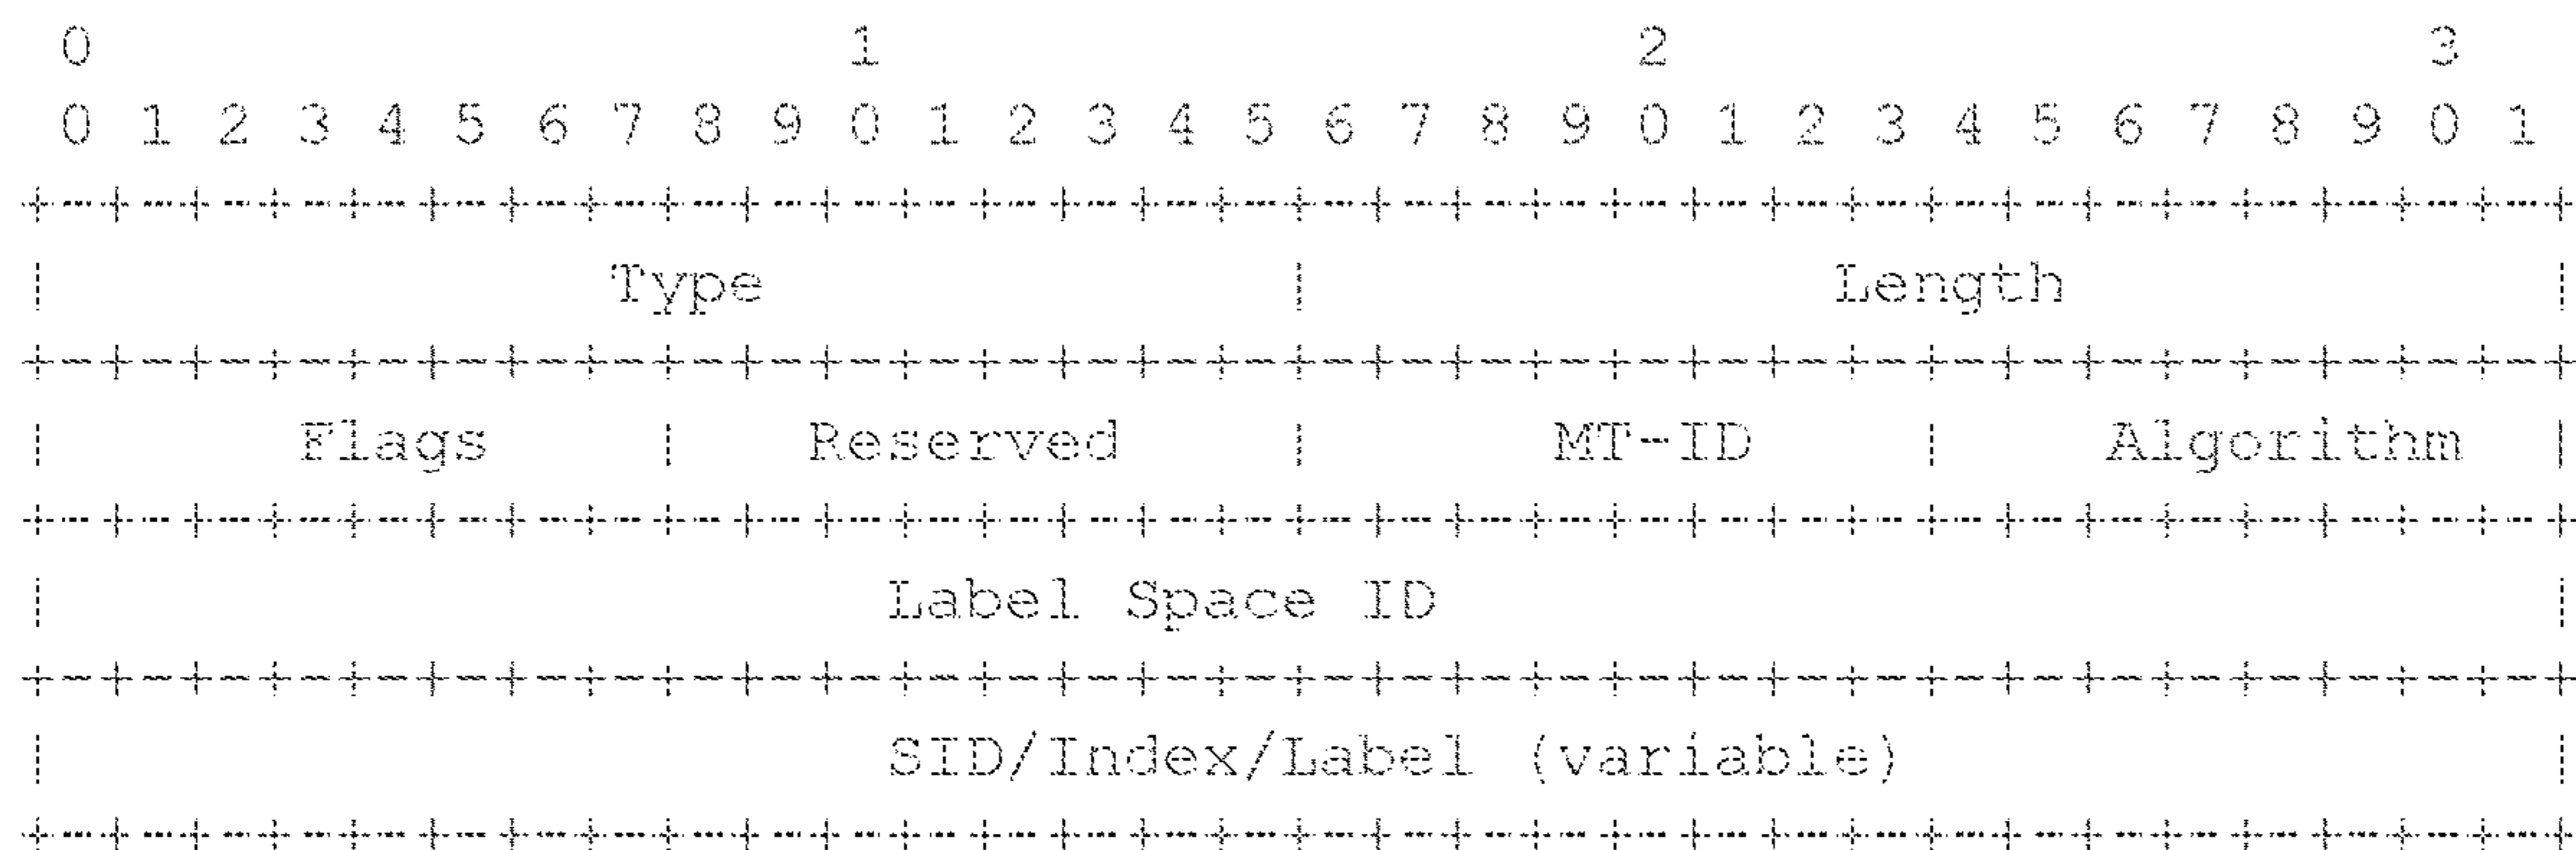 0 1 2 3
0 1 2 3 4 5 6 7 8 9 0 1 2 3 4 5 6 7 8 9 0 1 2 3 4 5 6 7 8 9 0 1
+-+-+-+-+-+-+-+-+-+-+-+-+-+-+-+-+-+-+-+-+-+-+-+-+-+-+-+-+-+-+-+-+
| Type | Length |
+-+-+-+-+-+-+-+-+-+-+-+-+-+-+-+-+-+-+-+-+-+-+-+-+-+-+-+-+-+-+-+-+
| Flags | Reserved | MT-ID | Algorithm |
+-+-+-+-+-+-+-+-+-+-+-+-+-+-+-+-+-+-+-+-+-+-+-+-+-+-+-+-+-+-+-+-+
| Label Space ID |
+-+-+-+-+-+-+-+-+-+-+-+-+-+-+-+-+-+-+-+-+-+-+-+-+-+-+-+-+-+-+-+-+
| SID/Index/Label (variable) |
+-+-+-+-+-+-+-+-+-+-+-+-+-+-+-+-+-+-+-+-+-+-+-+-+-+-+-+-+-+-+-+-+